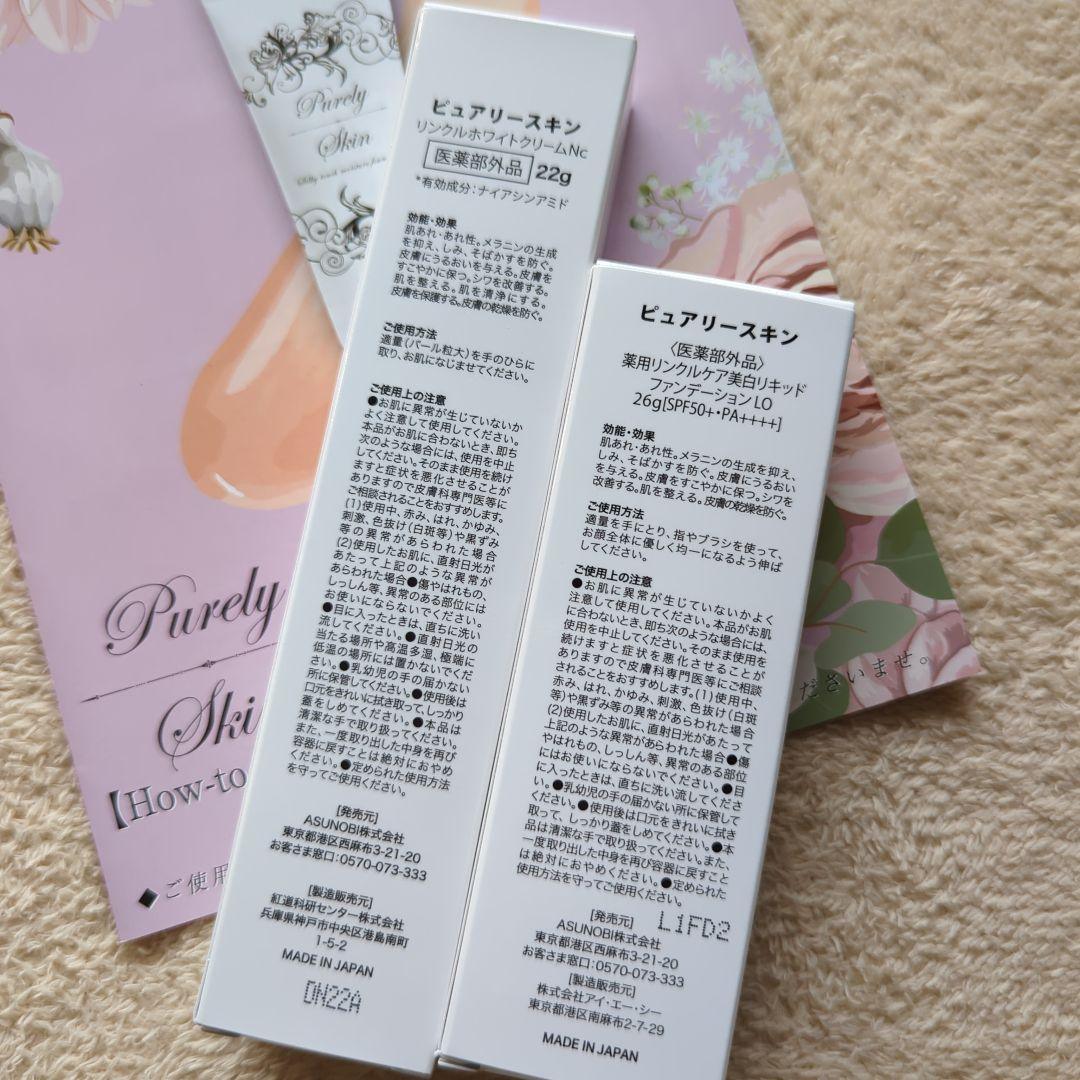 Purely
Skin
ピュアリースキン
リンクルホワイトクリームNc
医薬部外品 22g
*有効成分:ナイアシンアミド
効能・効果
肌あれ・あれ性。メラニンの生成
を抑え、しみ、そばかすを防ぐ。
皮膚にうるおいを与える。皮膚を
すこやかに保つ。シワを改善する。
肌を整える。肌を清浄にする。
皮膚を保護する。皮膚の乾燥を防ぐ。
ご使用方法
適量(パール粒大)を手のひらに
取り、お肌になじませてください。
ご使用上の注意
●お肌に異常が生じていないか
よく注意して使用してください。
本品がお肌に合わないとき、即ち
次のような場合には、使用を中止
してください。そのまま使用を続け
ますと症状を悪化させることが
ありますので皮膚科専門医等に
ご相談されることをおすすめします。
(1)使用中、赤み、はれ、かゆみ、
刺激、色抜け(白斑等)や黒ずみ
等の異常があらわれた場合
(2)使用したお肌に、直射日光が
あたって上記のような異常が
あらわれた場合●傷やはれもの、
しっしん等、異常のある部位には
お使いにならないでください。
●目に入ったときは、直ちに洗い
流してください。●直射日光の
当たる場所や高温多湿、極端に
低温の場所には置かないでくだ
さい。●乳幼児の手の届かない
所に保管してください。●使用後は
口元をきれいに拭き取って、しっかり
蓋をしめてください。●本品は
清潔な手で取り扱ってください。
また、一度取り出した中身を再び
容器に戻すことは絶対におやめ
ください。●定められた使用方法
を守ってご使用ください。
[発売元]
ASUNOBI株式会社
東京都港区西麻布3-21-20
お客さま窓口:0570-073-333
[製造販売元]
紅道科研センター株式会社
兵庫県神戸市中央区港島南町
1-5-2
MADE IN JAPAN
DN22A
ピュアリースキン
〈医薬部外品〉
薬用リンクルケア美白リキッド
ファンデーション LO
26g[SPF50+・PA++++]
効能・効果
肌あれ・あれ性。メラニンの生成を抑え、
しみ、そばかすを防ぐ。皮膚にうるおい
を与える。皮膚をすこやかに保つ。シワを
改善する。肌を整える。皮膚の乾燥を防ぐ。
ご使用方法
適量を手にとり、指やブラシを使って、
お顔全体に優しく均一になるよう伸ば
してください。
ご使用上の注意
●お肌に異常が生じていないかよく
注意して使用してください。本品がお肌
に合わないとき、即ち次のような場合には、
使用を中止してください。そのまま使用を
続けますと症状を悪化させることが
ありますので皮膚科専門医等にご相談
されることをおすすめします。(1)使用中、
赤み、はれ、かゆみ、刺激、色抜け(白斑
等)や黒ずみ等の異常があらわれた場合
(2)使用したお肌に、直射日光があたって
上記のような異常があらわれた場合●傷
やはれもの、しっしん等、異常のある部位
にはお使いにならないでください。●目
に入ったときは、直ちに洗い流してくださ
い。●乳幼児の手の届かない所に保管して
ください。●使用後は口元をきれいに拭き
取って、しっかり蓋をしめてください。●本
品は清潔な手で取り扱ってください。また、
一度取り出した中身を再び容器に戻すこと
は絶対におやめください。●定められた
使用方法を守ってご使用ください。
[発売元] L1FD2
ASUNOBI株式会社
東京都港区西麻布3-21-20
お客さま窓口:0570-073-333
[製造販売元]
株式会社アイ・エー・シー
東京都港区南麻布2-7-29
MADE IN JAPAN
Purely
Ski
【How-to
◆ご使用
ださいませ。